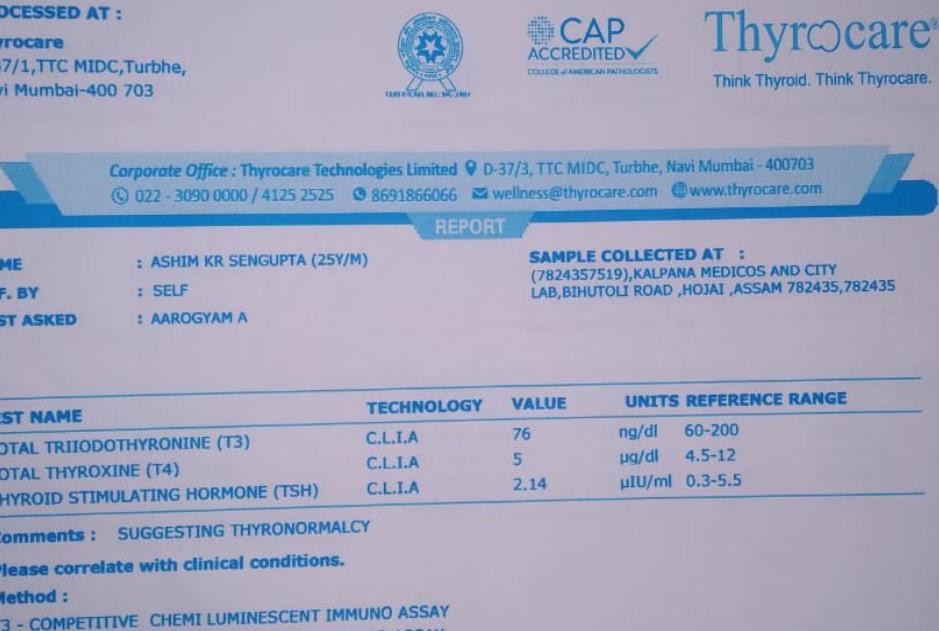 OCESSED AT :
yrocare
37/1,TTC MIDC,Turbhe,
vi Mumbai-400 703
CAP
ACCREDITED
COLLEGE of AMERICAN PATHOLOGISTS
Thyrocare®
Think Thyroid. Think Thyrocare.
Corporate Office : Thyrocare Technologies Limited D-37/3, TTC MIDC, Turbhe, Navi Mumbai - 400703
022 - 3090 0000 / 4125 2525 8691866066 wellness@thyrocare.com www.thyrocare.com
REPORT
ME : ASHIM KR SENGUPTA (25Y/M)
F. BY : SELF
ST ASKED : AAROGYAM A
SAMPLE COLLECTED AT :
(7824357519),KALPANA MEDICOS AND CITY
LAB,BIHUTOLI ROAD ,HOJAI ,ASSAM 782435,782435
EST NAME TECHNOLOGY VALUE UNITS REFERENCE RANGE
OTAL TRIIODOTHYRONINE (T3) C.L.I.A 76 ng/dl 60-200
OTAL THYROXINE (T4) C.L.I.A 5 µg/dl 4.5-12
HYROID STIMULATING HORMONE (TSH) C.L.I.A 2.14 µIU/ml 0.3-5.5
omments : SUGGESTING THYRONORMALCY
lease correlate with clinical conditions.
ethod :
3 - COMPETITIVE CHEMI LUMINESCENT IMMUNO ASSAY